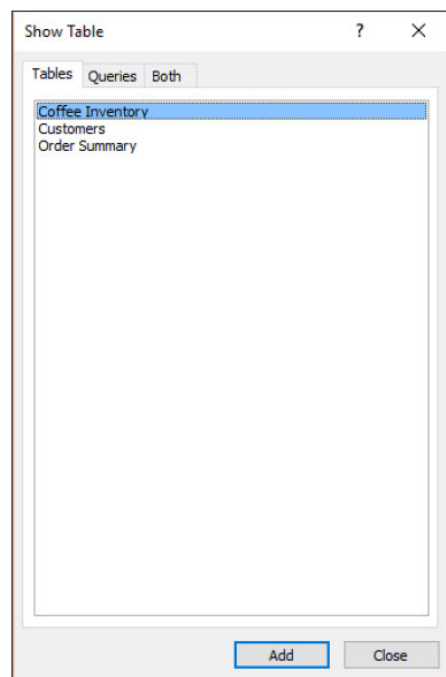 Show Table ?
Tables Queries Both
Coffee Inventory
Customers
Order Summary
Add Close